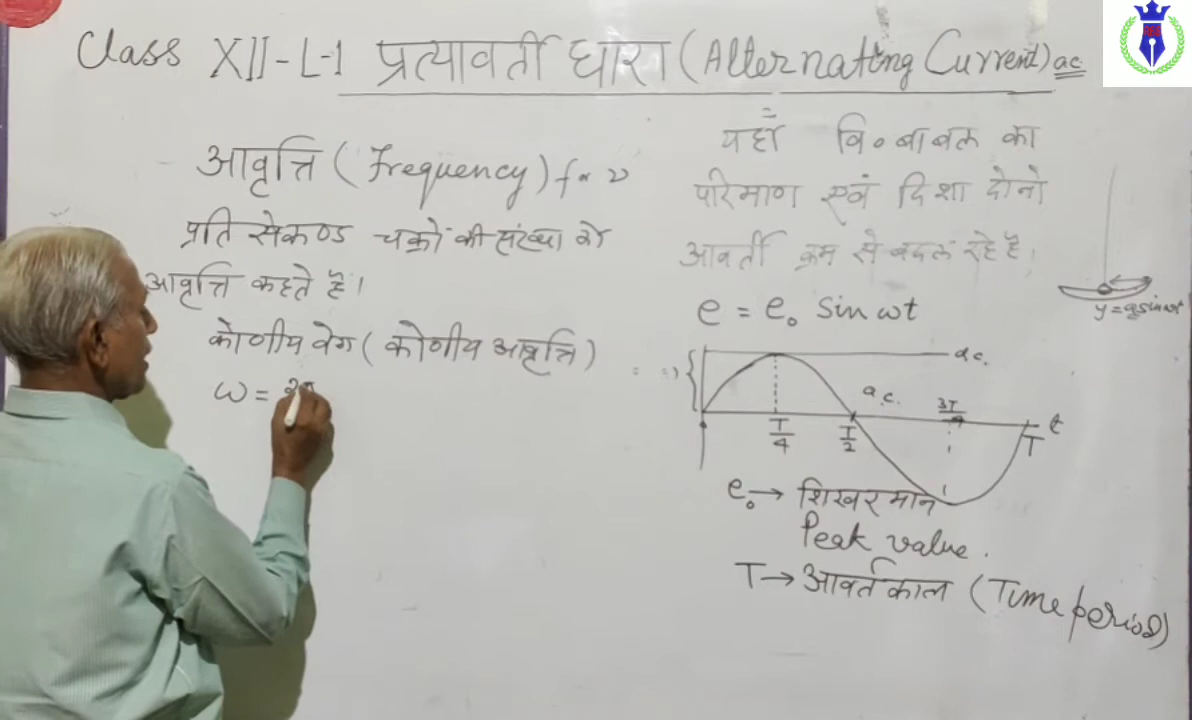 Class XII-L-1 प्रत्यावर्ती धारा (Alternating Current) ac
आवृत्ति (Frequency) f ∝ ν
प्रति सेकण्ड चक्रों की संख्या को
आवृत्ति कहते है।
कोणीय वेग (कोणीय आवृत्ति)
ω = 2π
यहाँ वि० बा बल का
परिमाण एवं दिशा दोनो
आवर्ती क्रम से बदल रहे है।
e = e₀ sin ωt
y = a sin ωt
d.c.
a.c.
T/4
T/2
3T/4
T
t
e₀ → शिखर मान
Peak value.
T → आवर्त काल (Time period)